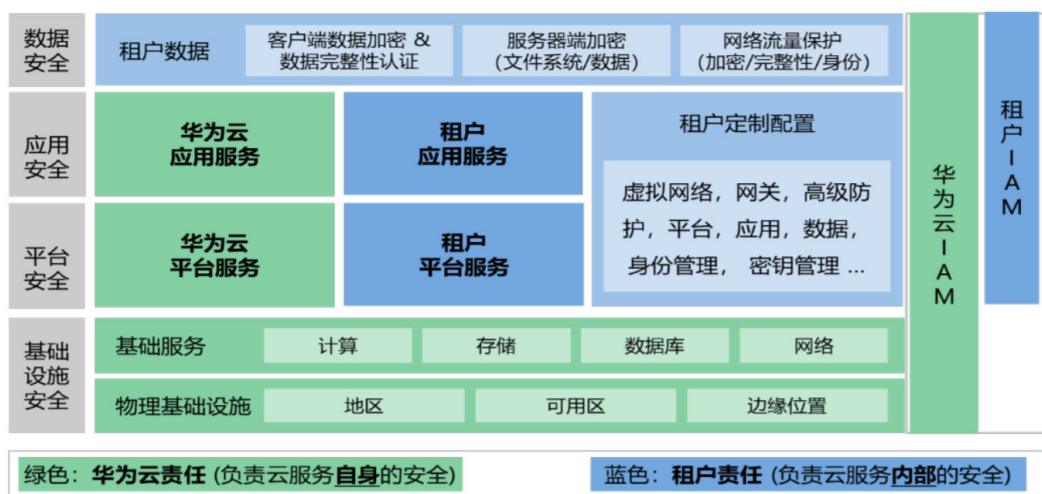 数据
安全
租户数据
客户端数据加密 &
数据完整性认证
服务器端加密
(文件系统/数据)
网络流量保护
(加密/完整性/身份)
应用
安全
华为云
应用服务
租户
应用服务
租户定制配置
虚拟网络，网关，高级防
护，平台，应用，数据，
身份管理， 密钥管理 ...
平台
安全
华为云
平台服务
租户
平台服务
基础
设施
安全
基础服务
计算
存储
数据库
网络
物理基础设施
地区
可用区
边缘位置
华为云IAM
租户IAM
绿色：华为云责任 (负责云服务自身的安全)
蓝色：租户责任 (负责云服务内部的安全)